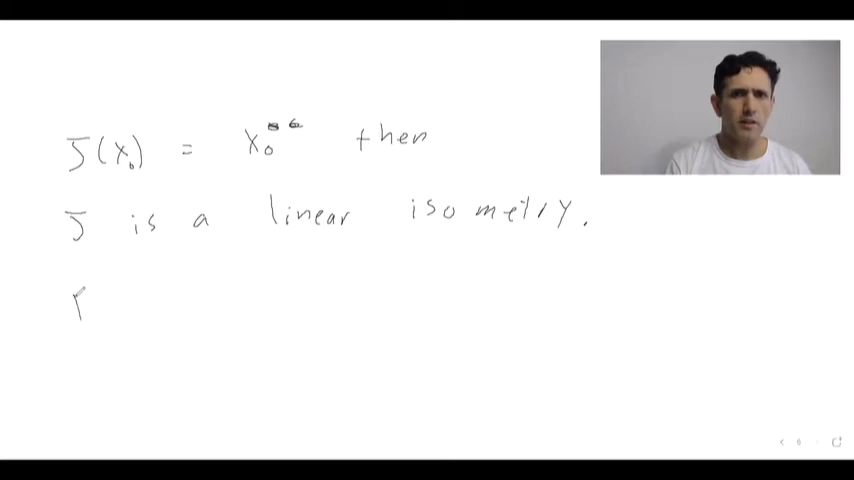 J(x₀) = x₀** then
J is a linear isometry.